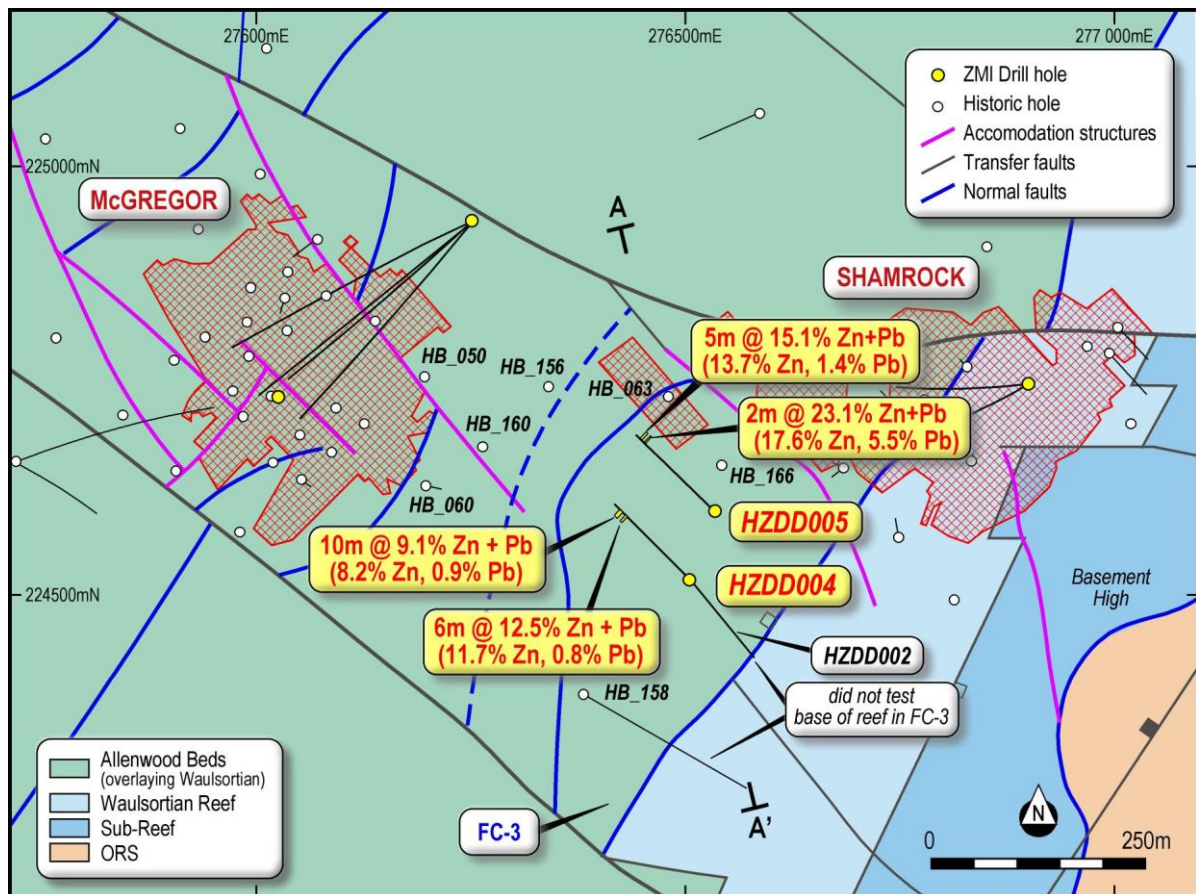 27600mE
276500mE
277 000mE
ZMI Drill hole
Historic hole
Accomodation structures
Transfer faults
Normal faults
225000mN
McGREGOR
A
SHAMROCK
5m @ 15.1% Zn+Pb
(13.7% Zn, 1.4% Pb)
HB_050
HB_156
HB_063
2m @ 23.1% Zn+Pb
(17.6% Zn, 5.5% Pb)
HB_160
HB_166
HB_060
HZDD005
10m @ 9.1% Zn + Pb
(8.2% Zn, 0.9% Pb)
HZDD004
Basement
High
224500mN
6m @ 12.5% Zn + Pb
(11.7% Zn, 0.8% Pb)
HZDD002
HB_158
did not test
base of reef in FC-3
Allenwood Beds
(overlaying Waulsortian)
Waulsortian Reef
Sub-Reef
ORS
FC-3
A'
N
0
250m